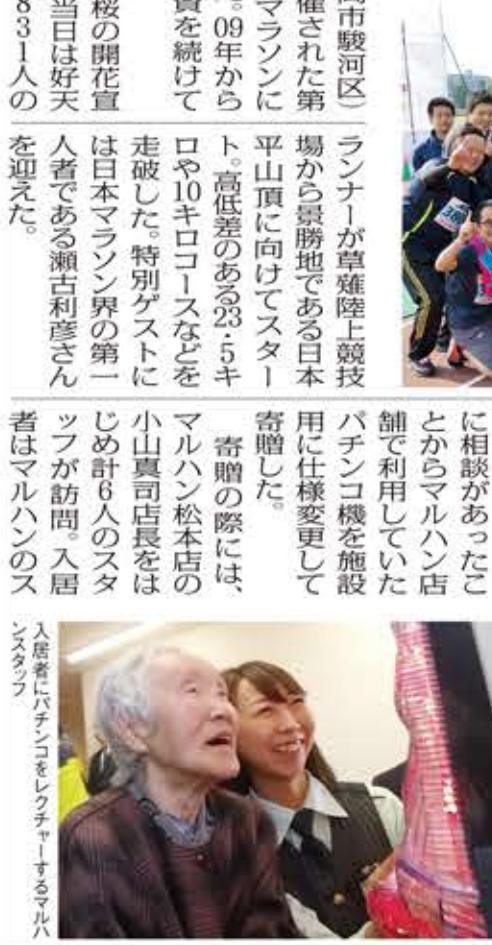 岡市駿河区）
催された第
マラソンに
。09年から
賛を続けて
桜の開花宣
当日は好天
831人の
ランナーが草薙陸上競技
場から景勝地である日本
平山頂に向けてスター
ト。高低差のある23・5キ
ロや10キロコースなどを
走破した。特別ゲストに
は日本マラソン界の第一
人者である瀬古利彦さん
を迎えた。
に相談があったこ
とからマルハン店
舗で利用していた
パチンコ機を施設
用に仕様変更して
寄贈した。
寄贈の際には、
マルハン松本店の
小山真司店長をは
じめ計6人のスタ
ッフが訪問。入居
者はマルハンのス
入居者にパチンコをレクチャーするマルハ
ンスタッフ